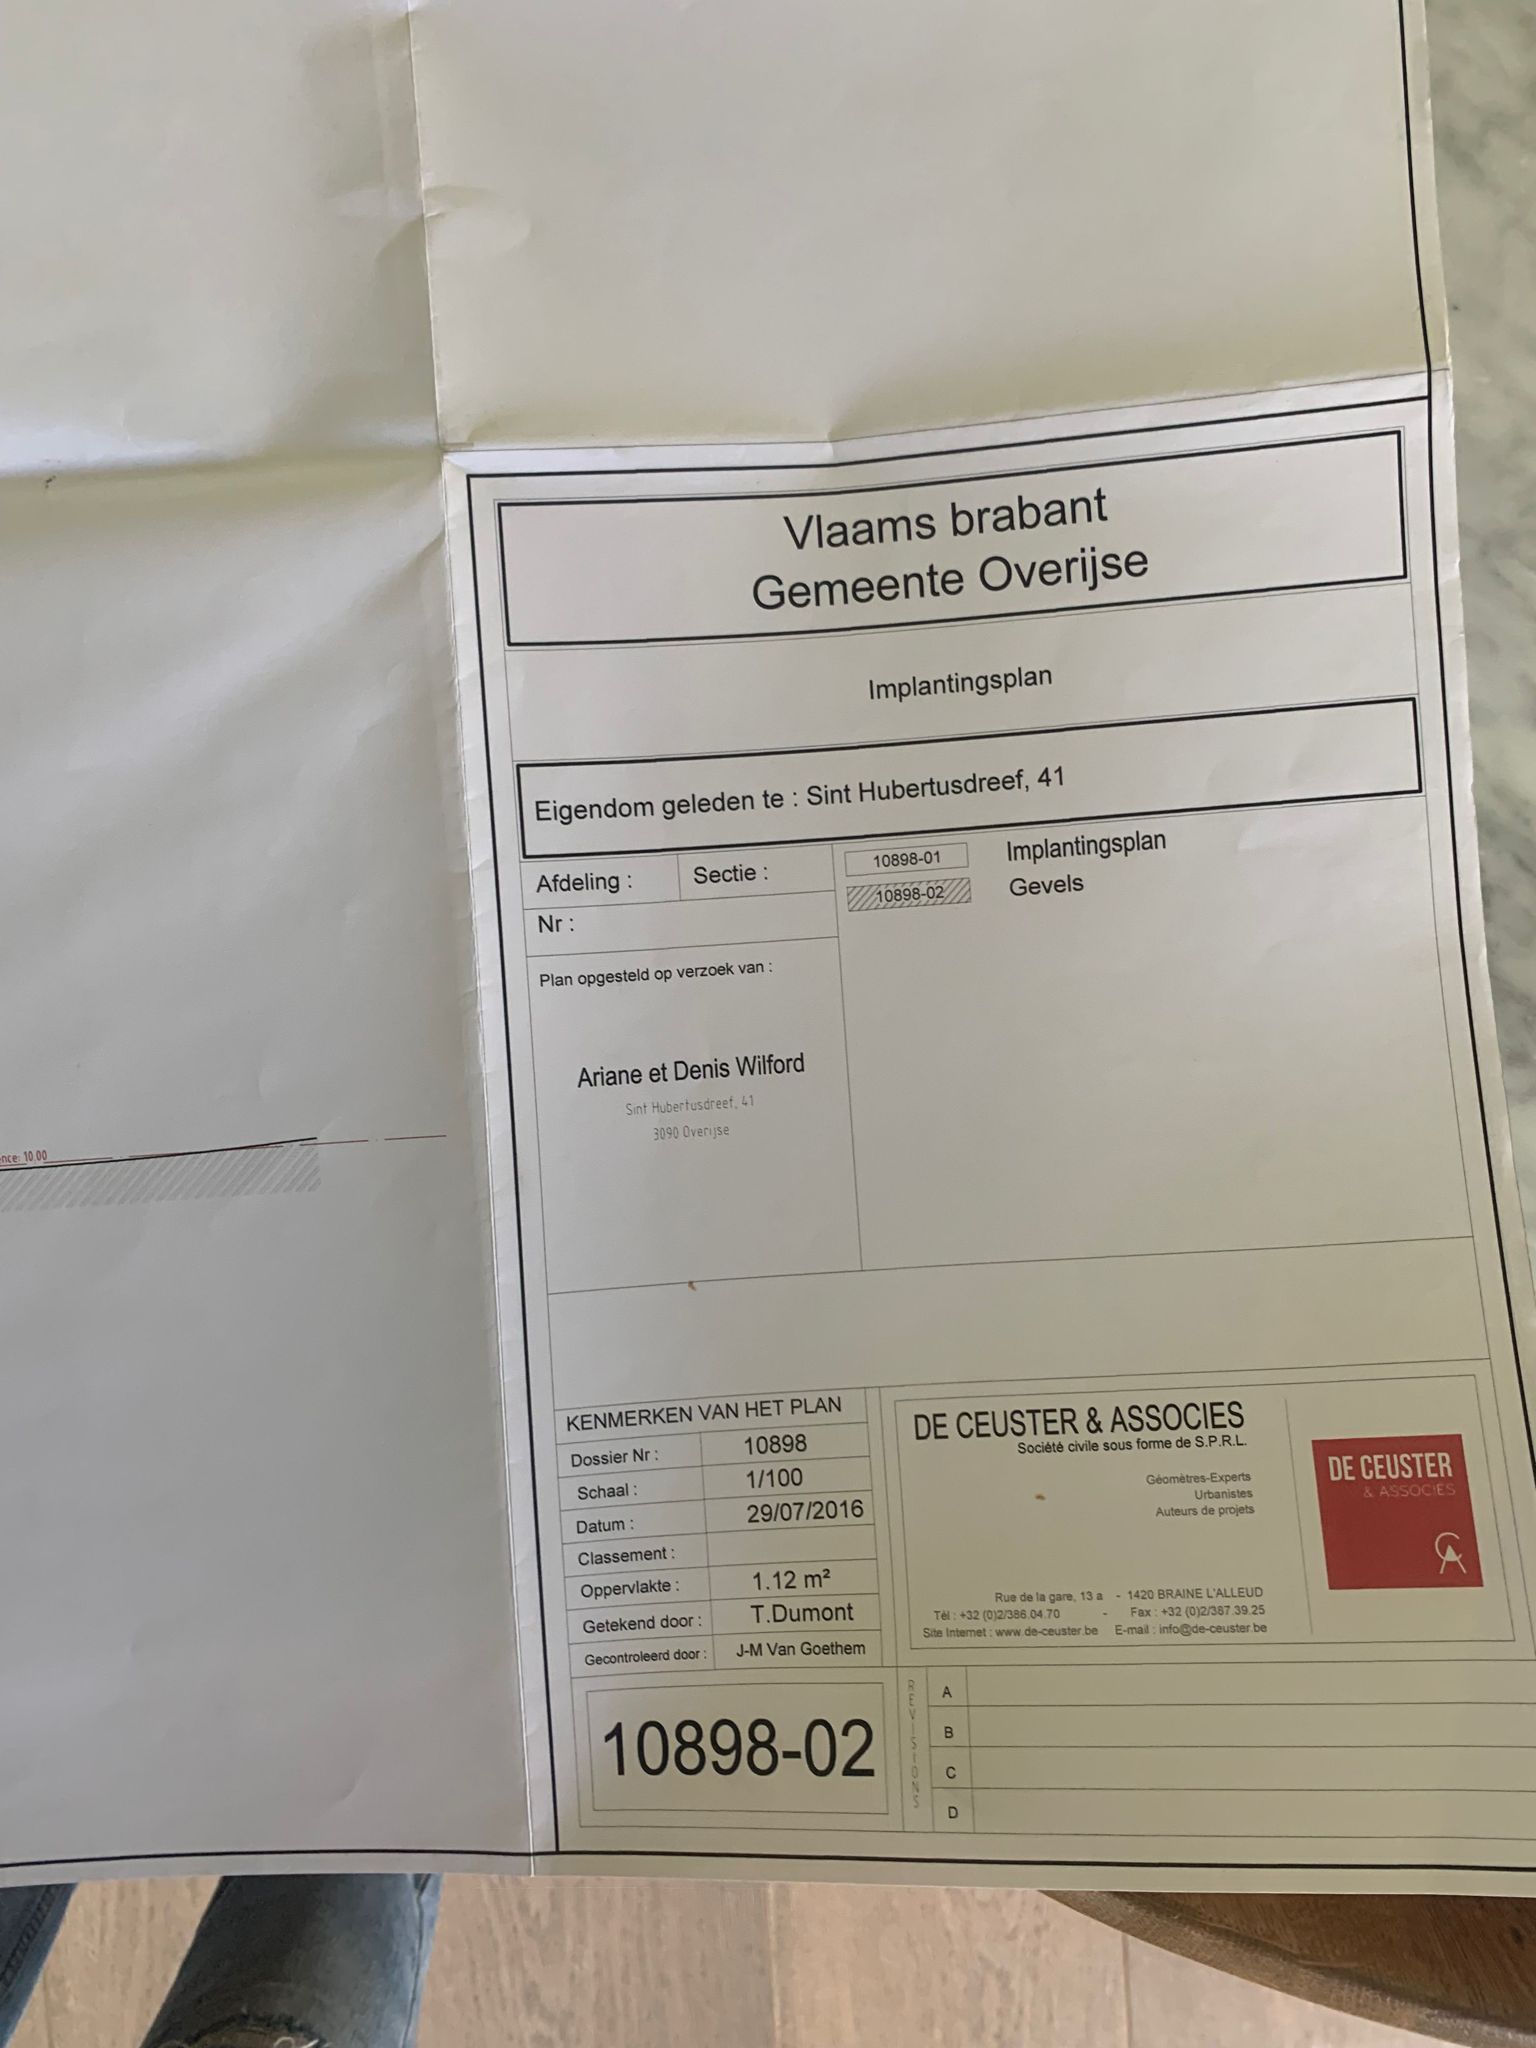 Vlaams brabant
Gemeente Overijse
Implantingsplan
Eigendom geleden te : Sint Hubertusdreef, 41
Afdeling :
Sectie :
Nr :
10898-01 Implantingsplan
10898-02 Gevels
Plan opgesteld op verzoek van :
Ariane et Denis Wilford
Sint Hubertusdreef, 41
3090 Overijse
nce: 10,00
KENMERKEN VAN HET PLAN
Dossier Nr : 10898
Schaal : 1/100
Datum : 29/07/2016
Classement :
Oppervlakte : 1.12 m²
Getekend door : T.Dumont
Gecontroleerd door : J-M Van Goethem
DE CEUSTER & ASSOCIES
Société civile sous forme de S.P.R.L.
Géomètres-Experts
Urbanistes
Auteurs de projets
Rue de la gare, 13 a - 1420 BRAINE L'ALLEUD
Tél : +32 (0)2/386.04.70 - Fax : +32 (0)2/387.39.25
Site Internet : www.de-ceuster.be E-mail : info@de-ceuster.be
DE CEUSTER
& ASSOCIES
CA
10898-02
REVISIONS
A
B
C
D